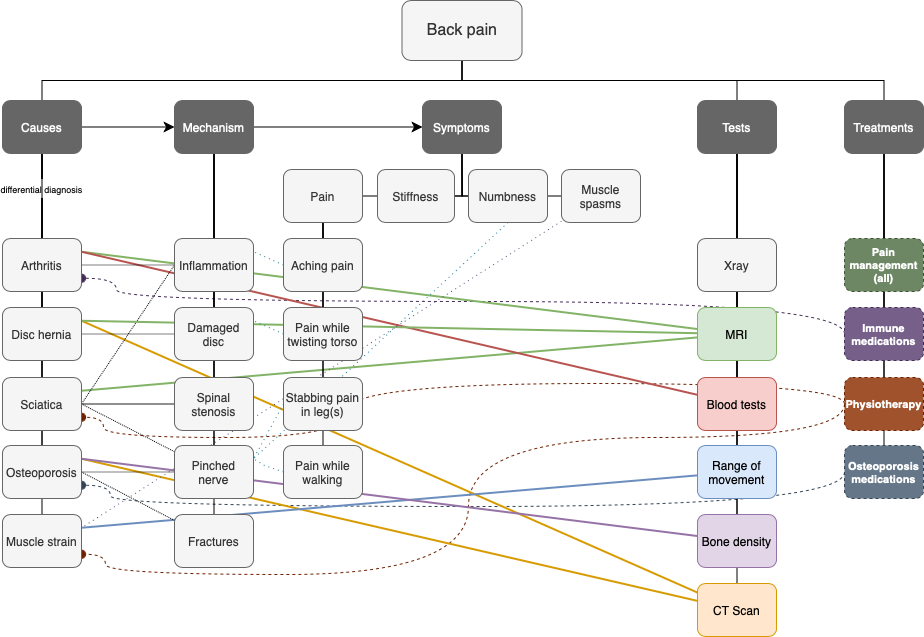 Back pain
Causes
Mechanism
Symptoms
Tests
Treatments
differential diagnosis
Pain
Stiffness
Numbness
Muscle
spasms
Arthritis
Inflammation
Aching pain
Xray
Pain
management
(all)
Disc hernia
Damaged
disc
Pain while
twisting torso
MRI
Immune
medications
Sciatica
Spinal
stenosis
Stabbing pain
in leg(s)
Blood tests
Physiotherapy
Osteoporosis
Pinched
nerve
Pain while
walking
Range of
movement
Osteoporosis
medications
Muscle strain
Fractures
Bone density
CT Scan